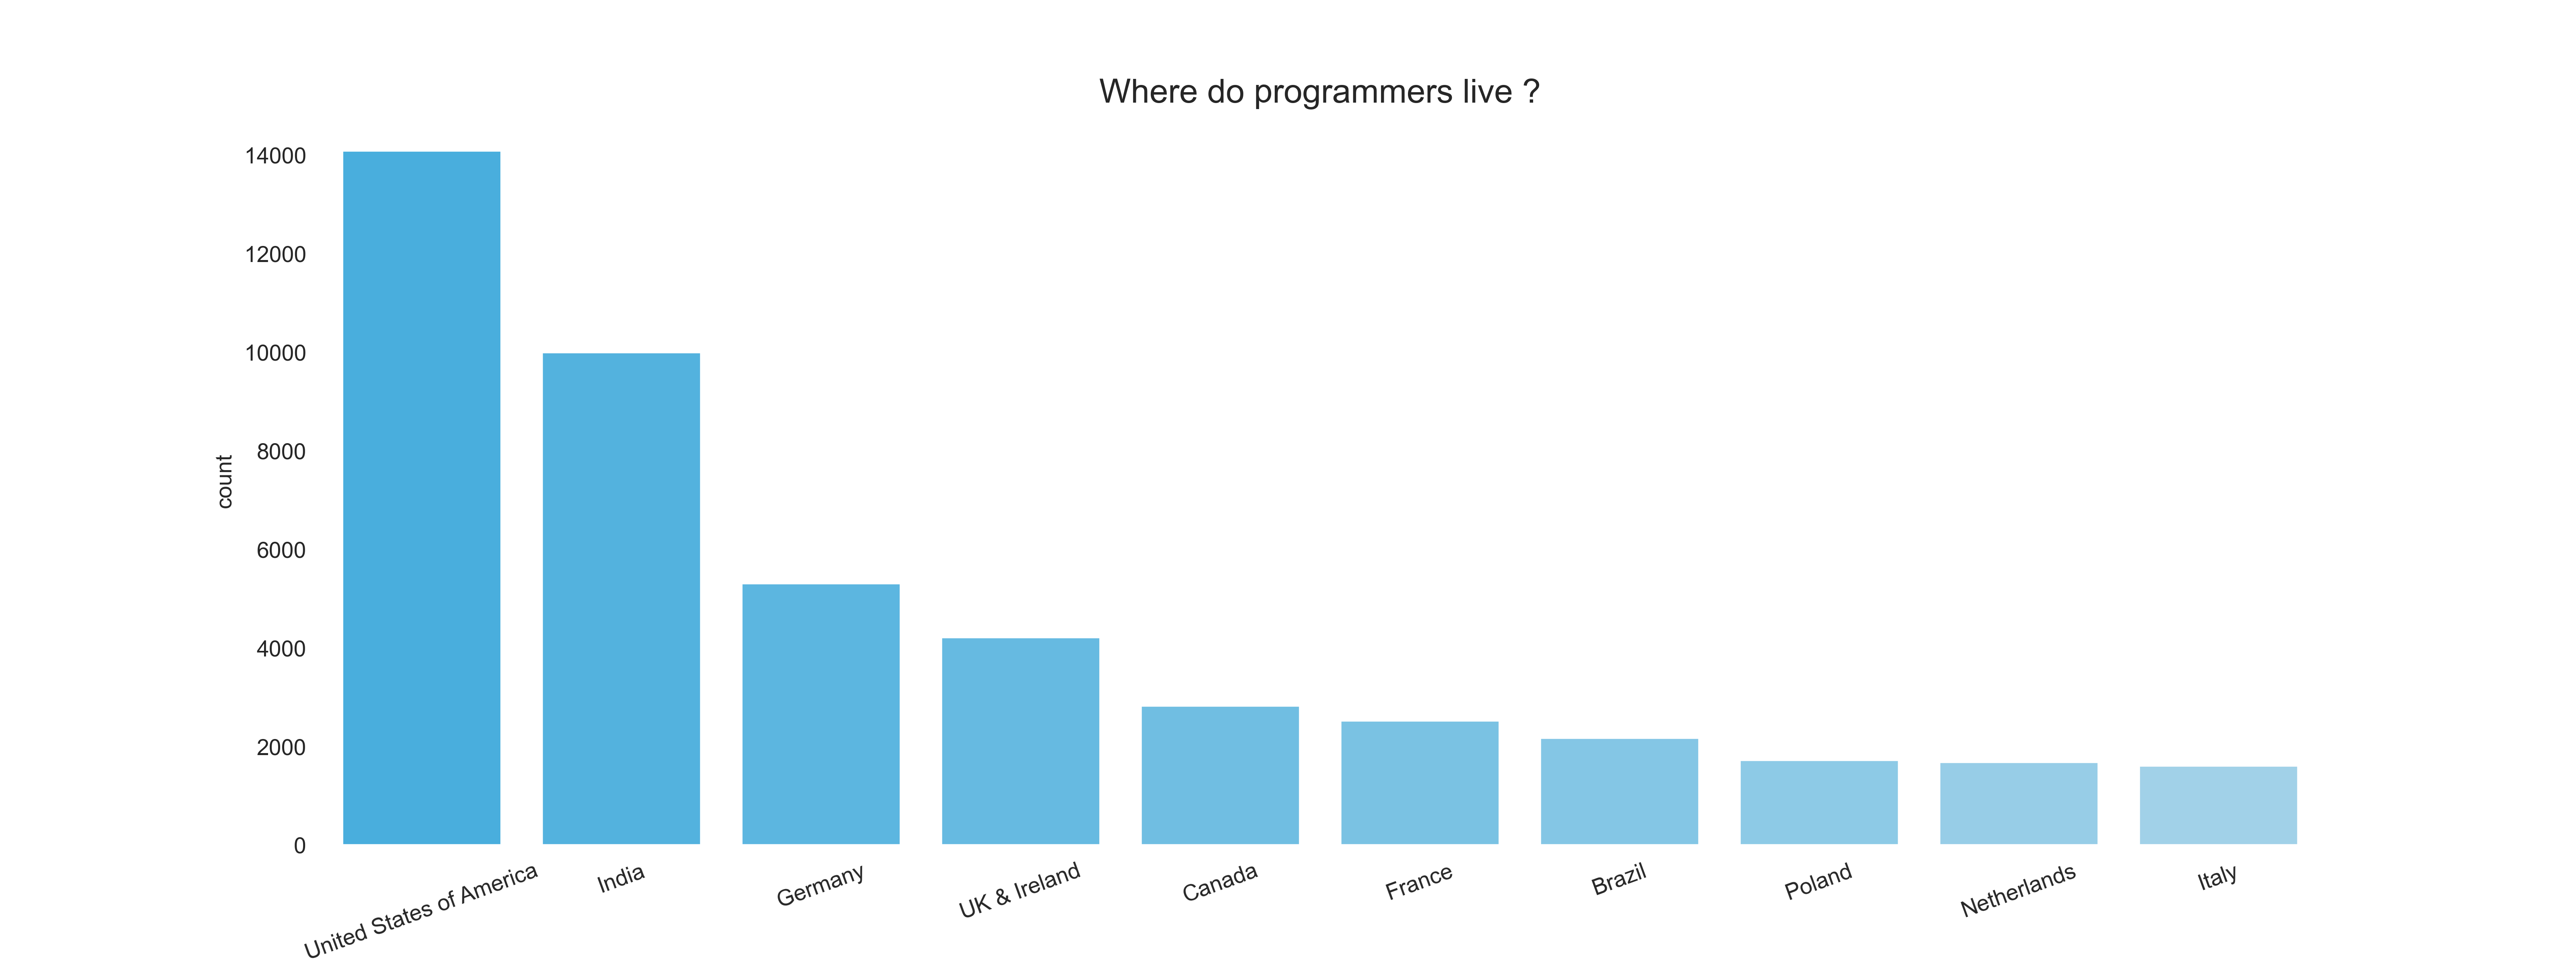 Where do programmers live ?
count
14000
12000
10000
8000
6000
4000
2000
0
United States of America
India
Germany
UK & Ireland
Canada
France
Brazil
Poland
Netherlands
Italy